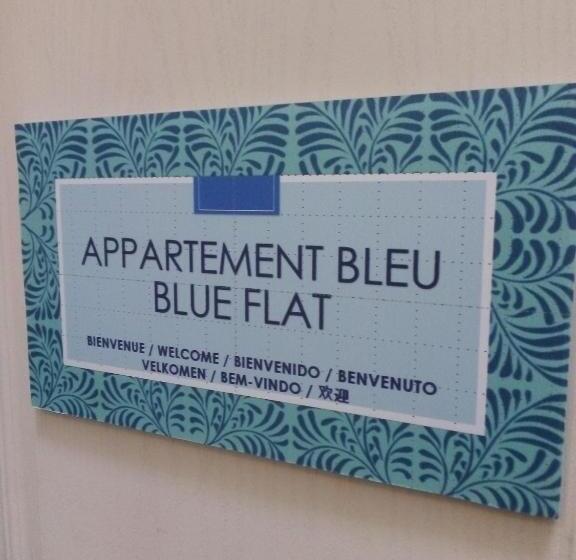 APPARTEMENT BLEU
BLUE FLAT
BIENVENUE / WELCOME / BIENVENIDO / BENVENUTO
VELKOMEN / BEM-VINDO / 欢迎